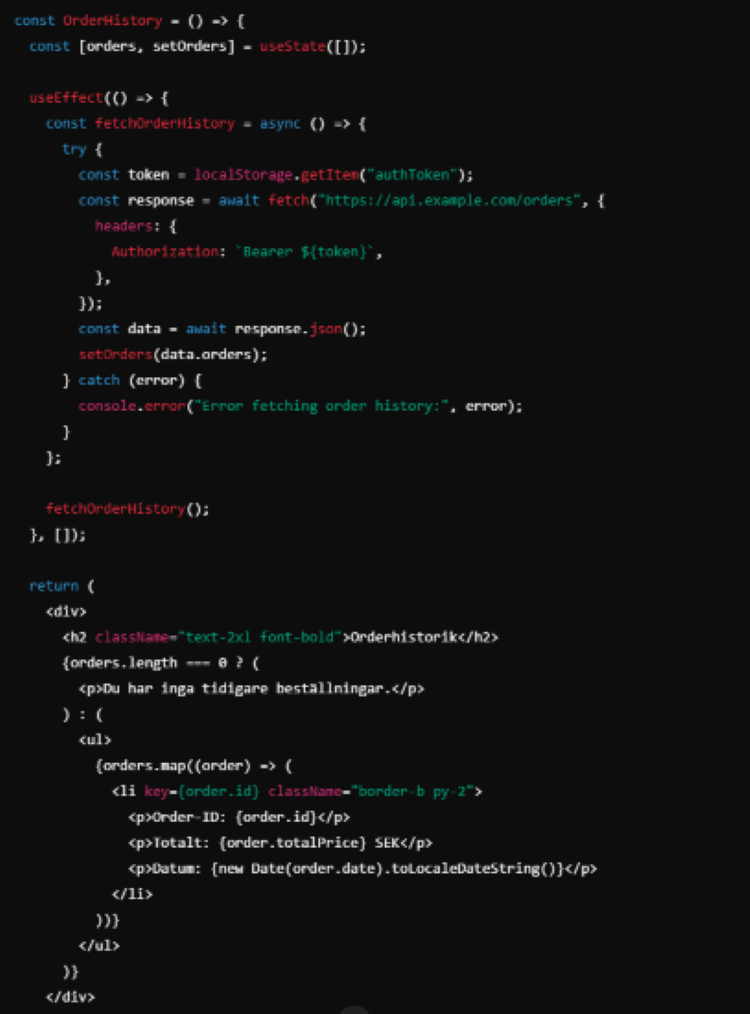 const OrderHistory = () => {
const [orders, setOrders] = useState([]);
useEffect(() => {
const fetchOrderHistory = async () => {
try {
const token = localStorage.getItem("authToken");
const response = await fetch("https://api.example.com/orders", {
headers: {
Authorization: `Bearer ${token}`,
},
});
const data = await response.json();
setOrders(data.orders);
} catch (error) {
console.error("Error fetching order history:", error);
}
};
fetchOrderHistory();
}, []);
return (
<div>
<h2 className="text-2xl font-bold">Orderhistorik</h2>
{orders.length === 0 ? (
<p>Du har inga tidigare beställningar.</p>
) : (
<ul>
{orders.map((order) => (
<li key={order.id} className="border-b py-2">
<p>Order-ID: {order.id}</p>
<p>Totalt: {order.totalPrice} SEK</p>
<p>Datum: {new Date(order.date).toLocaleDateString()}</p>
</li>
))}
</ul>
)}
</div>